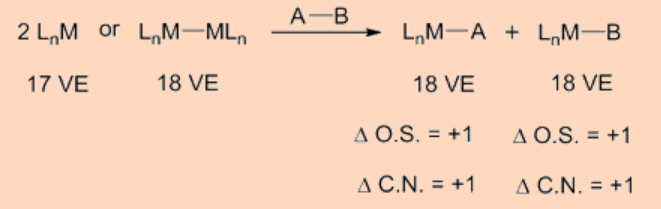 A—B
2 LₙM or LₙM—MLₙ LₙM—A + LₙM—B
17 VE 18 VE 18 VE 18 VE
Δ O.S. = +1 Δ O.S. = +1
Δ C.N. = +1 Δ C.N. = +1